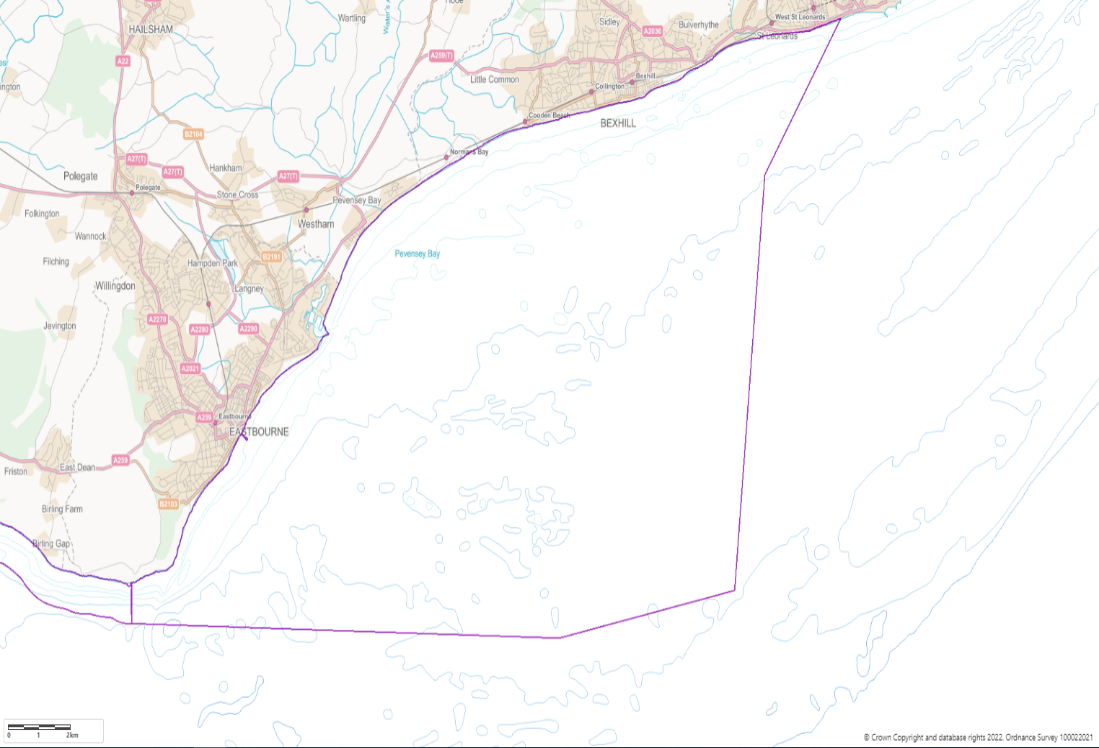 Hooe
Wartling
HAILSHAM
A22
Sidley
Bulverhythe
West St Leonards
A2036
St Leonards
A259(T)
Little Common
Bexhill
Collington
Cooden Beach
BEXHILL
B2104
Normans Bay
A27(T)
A27(T)
A27(T)
Hankham
Polegate
Polegate
Stone Cross
Pevensey Bay
Folkington
Westham
Wannock
Pevensey Bay
B2191
Filching
Hampden Park
Willingdon
Langney
Jevington
A2270
A2280
A2290
A2021
A259
Eastbourne
EASTBOURNE
A259
Friston
East Dean
B2103
Birling Farm
Birling Gap
0 1 2km
© Crown Copyright and database rights 2022. Ordnance Survey 100022021